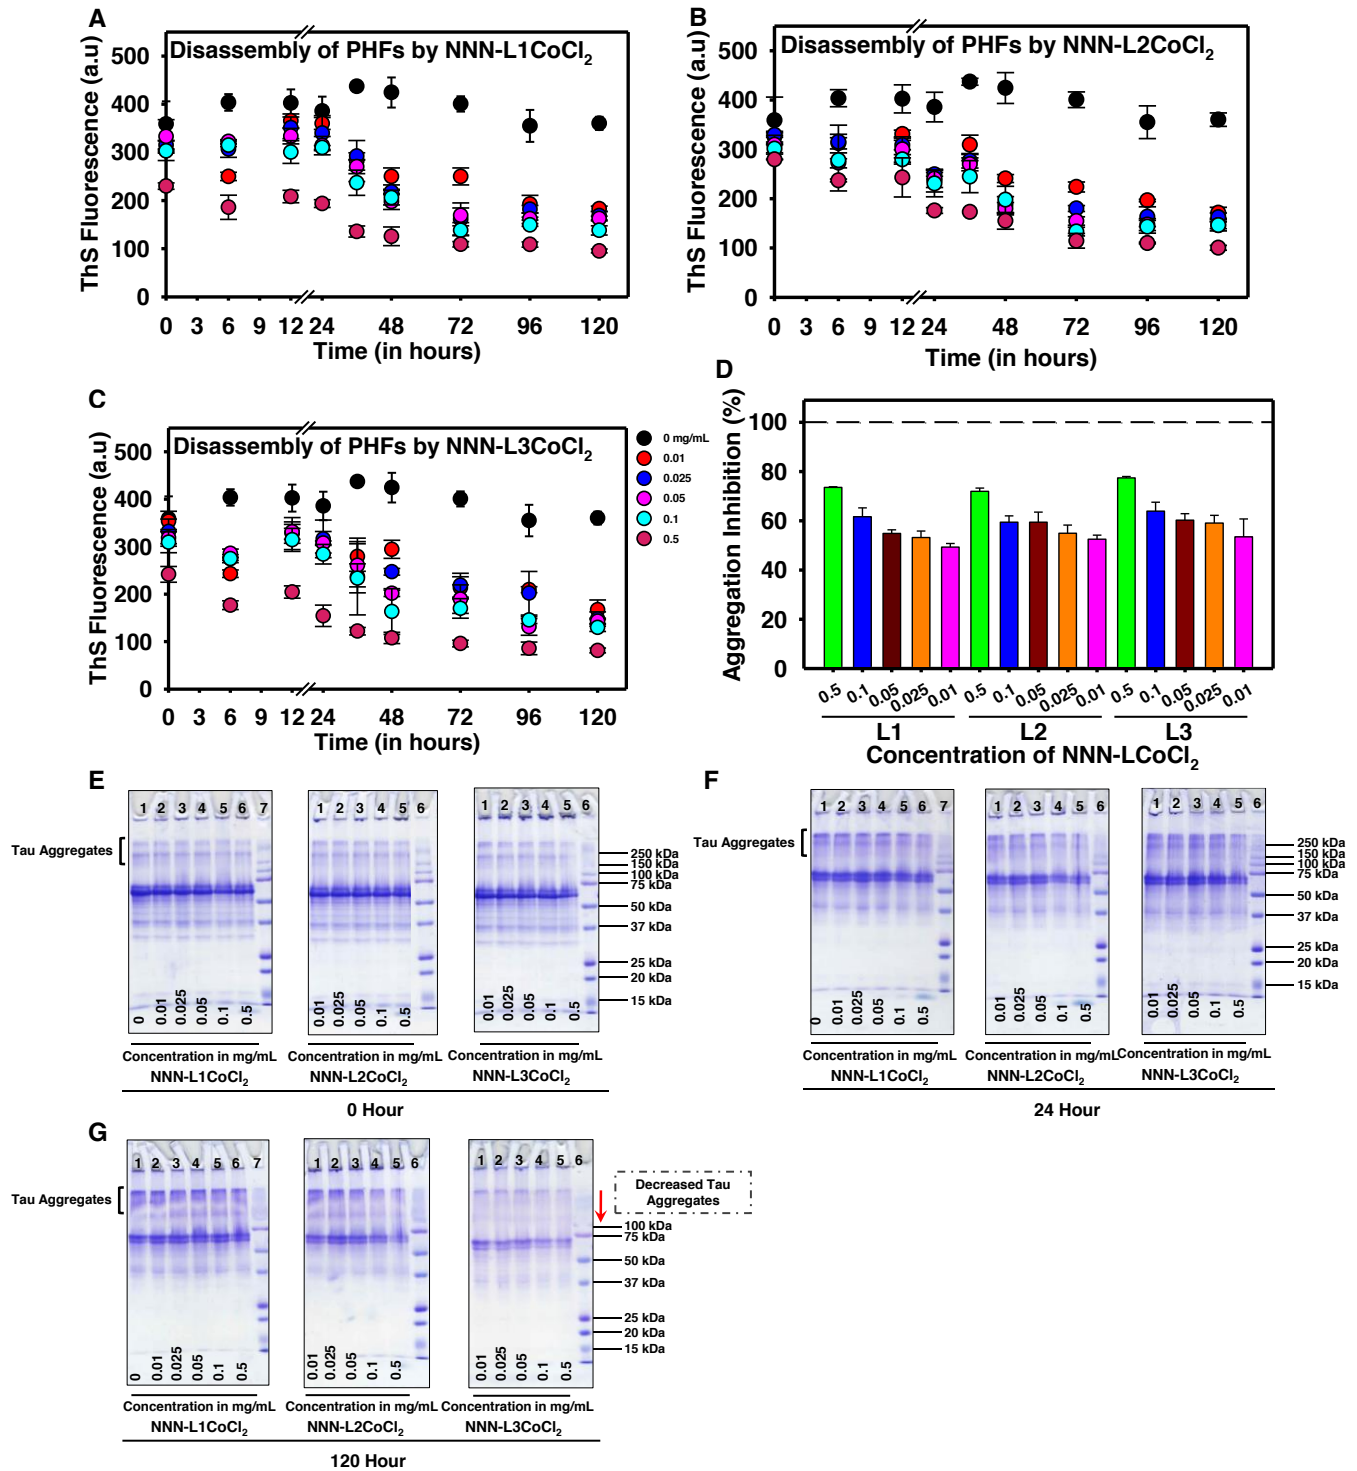 A
Disassembly of PHFs by NNN-L1CoCl2
ThS Fluorescence (a.u)
500
400
300
200
100
0
0 3 6 9 12 24 48 72 96 120
Time (in hours)
B
Disassembly of PHFs by NNN-L2CoCl2
ThS Fluorescence (a.u)
500
400
300
200
100
0
0 3 6 9 12 24 48 72 96 120
Time (in hours)
C
Disassembly of PHFs by NNN-L3CoCl2
ThS Fluorescence (a.u)
500
400
300
200
100
0
0 3 6 9 12 24 48 72 96 120
Time (in hours)
0 mg/mL
0.01
0.025
0.05
0.1
0.5
D
Aggregation Inhibition (%)
100
80
60
40
20
0
0.5 0.1 0.05 0.025 0.01 0.5 0.1 0.05 0.025 0.01 0.5 0.1 0.05 0.025 0.01
L1 L2 L3
Concentration of NNN-LCoCl2
E
Tau Aggregates
1 2 3 4 5 6 7
1 2 3 4 5 6
1 2 3 4 5 6
250 kDa
150 kDa
100 kDa
75 kDa
50 kDa
37 kDa
25 kDa
20 kDa
15 kDa
0 0.01 0.025 0.05 0.1 0.5
0.01 0.025 0.05 0.1 0.5
0.01 0.025 0.05 0.1 0.5
Concentration in mg/mL Concentration in mg/mL Concentration in mg/mL
NNN-L1CoCl2 NNN-L2CoCl2 NNN-L3CoCl2
0 Hour
F
Tau Aggregates
1 2 3 4 5 6 7
1 2 3 4 5 6
1 2 3 4 5 6
250 kDa
150 kDa
100 kDa
75 kDa
50 kDa
37 kDa
25 kDa
20 kDa
15 kDa
0 0.01 0.025 0.05 0.1 0.5
0.01 0.025 0.05 0.1 0.5
0.01 0.025 0.05 0.1 0.5
Concentration in mg/mL Concentration in mg/mL Concentration in mg/mL
NNN-L1CoCl2 NNN-L2CoCl2 NNN-L3CoCl2
24 Hour
G
Tau Aggregates
1 2 3 4 5 6 7
1 2 3 4 5 6
1 2 3 4 5 6
Decreased Tau
Aggregates
100 kDa
75 kDa
50 kDa
37 kDa
25 kDa
20 kDa
15 kDa
0 0.01 0.025 0.05 0.1 0.5
0.01 0.025 0.05 0.1 0.5
0.01 0.025 0.05 0.1 0.5
Concentration in mg/mL Concentration in mg/mL Concentration in mg/mL
NNN-L1CoCl2 NNN-L2CoCl2 NNN-L3CoCl2
120 Hour